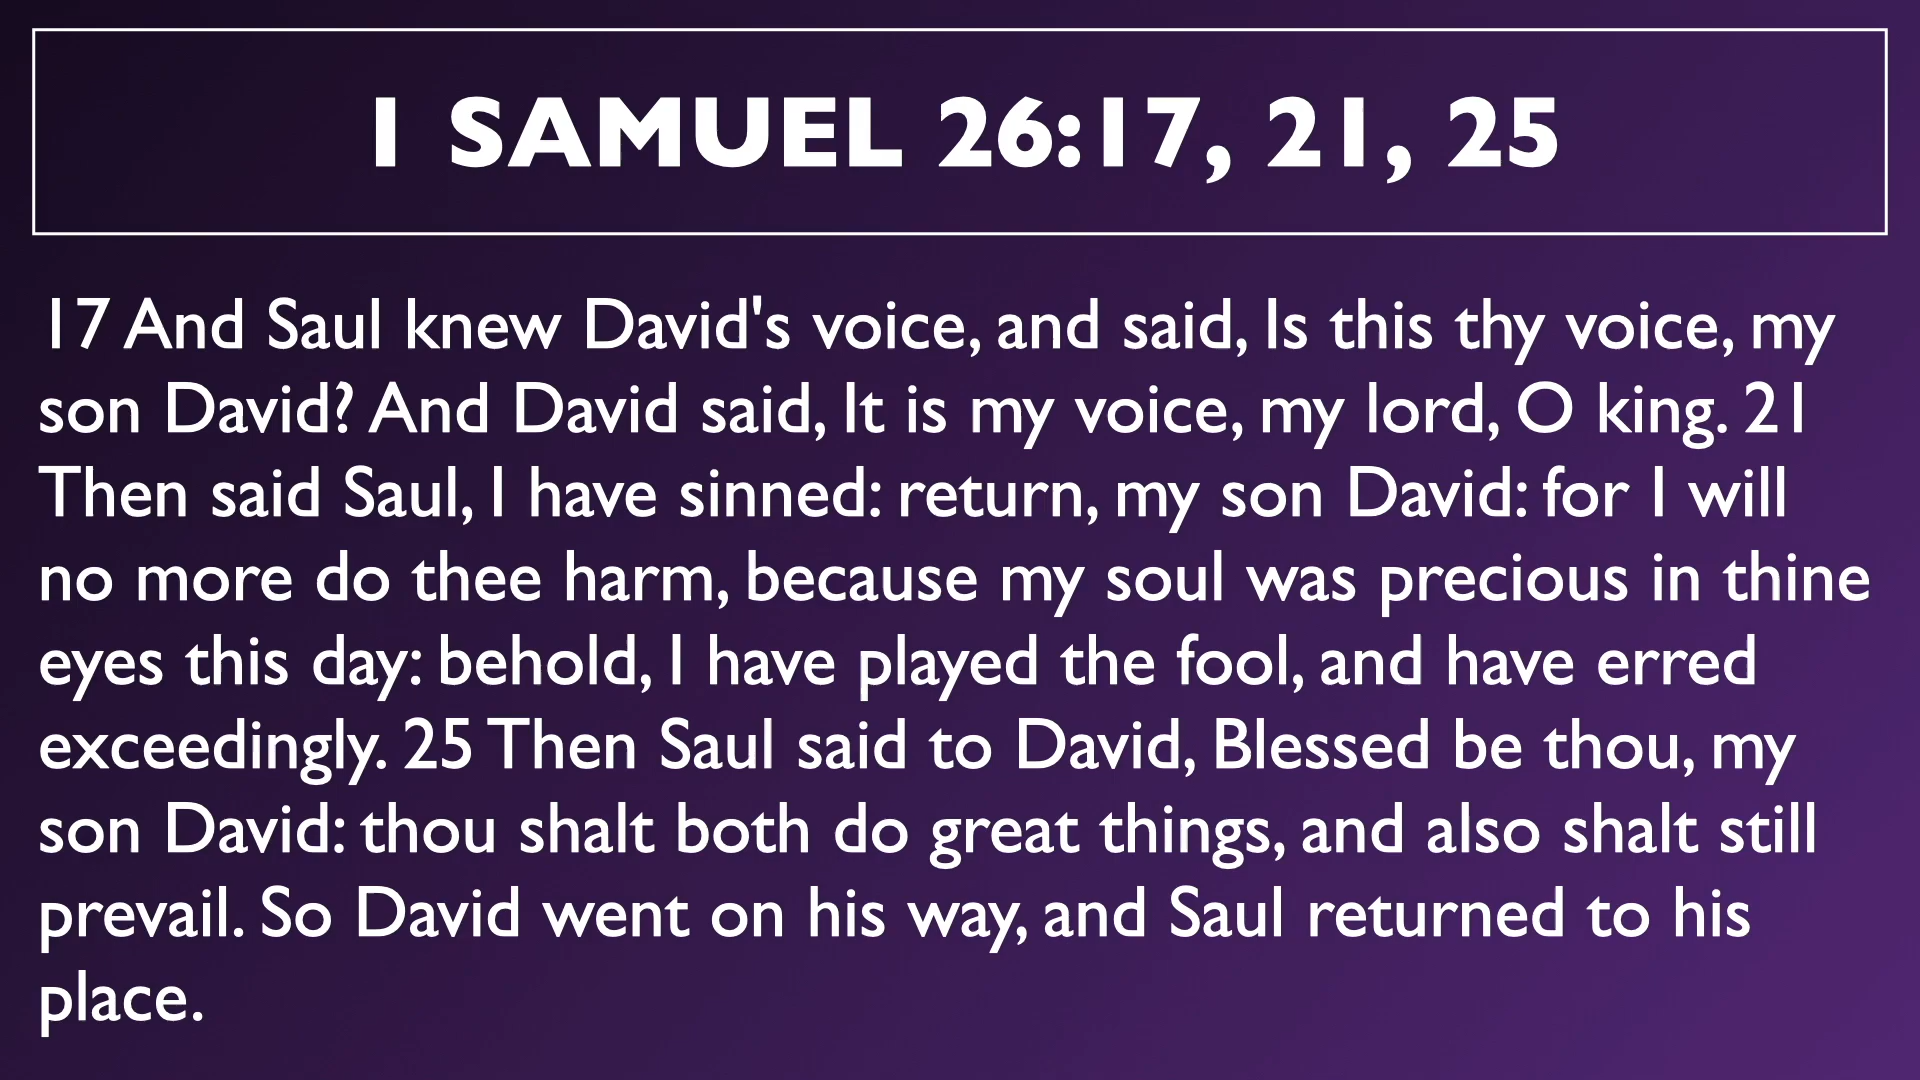 1 SAMUEL 26:17, 21, 25
17 And Saul knew David's voice, and said, Is this thy voice, my
son David? And David said, It is my voice, my lord, O king. 21
Then said Saul, I have sinned: return, my son David: for I will
no more do thee harm, because my soul was precious in thine
eyes this day: behold, I have played the fool, and have erred
exceedingly. 25 Then Saul said to David, Blessed be thou, my
son David: thou shalt both do great things, and also shalt still
prevail. So David went on his way, and Saul returned to his
place.